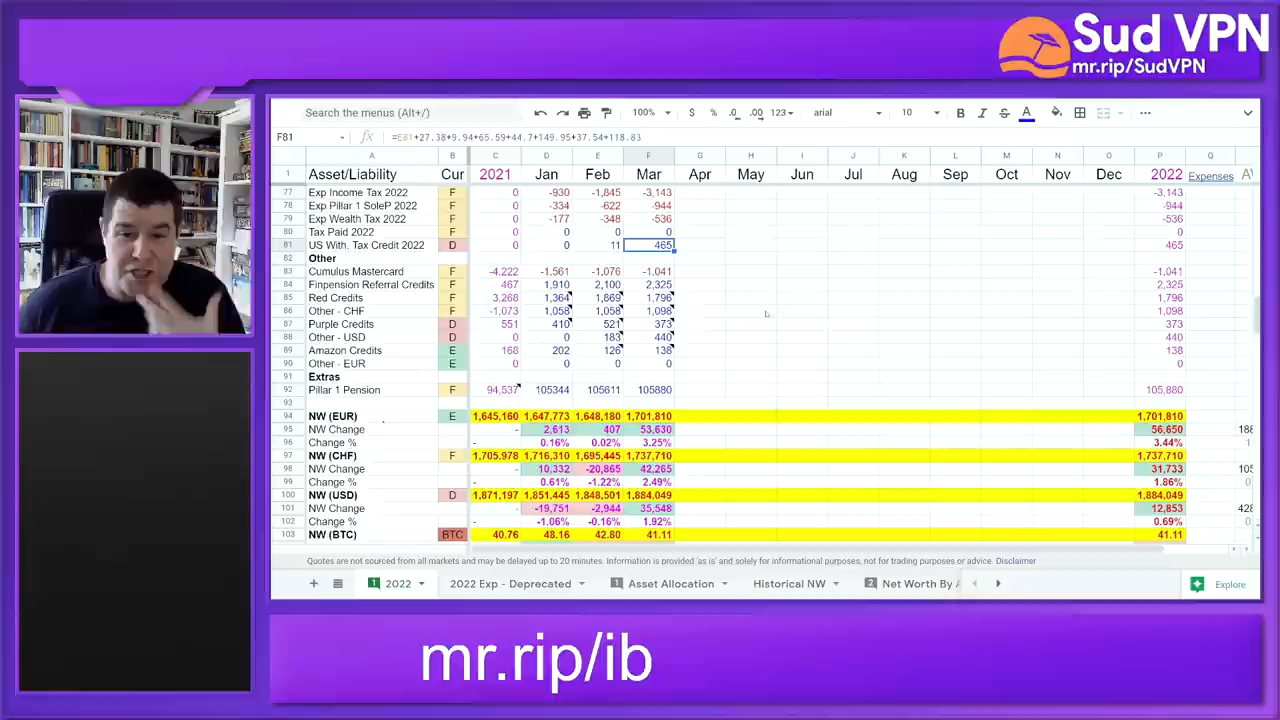 Sud VPN
mr.rip/SudVPN
Search the menus (Alt+/)
100% $ % .0 .00 123 arial 10 B I S A
F81 fx =E81+27.38+9.94+65.59+44.7+149.95+37.54+118.83
A B C D E F G H I J K L M N O P Q
1 Asset/Liability Cur 2021 Jan Feb Mar Apr May Jun Jul Aug Sep Oct Nov Dec 2022 Expenses
77 Exp Income Tax 2022 F 0 -930 -1,845 -3,143 -3,143
78 Exp Pillar 1 SoleP 2022 F 0 -334 -622 -944 -944
79 Exp Wealth Tax 2022 F 0 -177 -348 -536 -536
80 Tax Paid 2022 F 0 0 0 0 0
81 US With. Tax Credit 2022 D 0 0 11 465 465
82 Other
83 Cumulus Mastercard F -4.222 -1,561 -1,076 -1,041 -1,041
84 Finpension Referral Credits F 467 1,910 2,100 2,325 2,325
85 Red Credits F 3.268 1,364 1,869 1,796 1,796
86 Other - CHF F -1,073 1,058 1,058 1,098 1,098
87 Purple Credits D 551 410 521 373 373
88 Other - USD D 0 0 183 440 440
89 Amazon Credits E 168 202 126 138 138
90 Other - EUR E 0 0 0 0 0
91 Extras
92 Pillar 1 Pension F 94,537 105344 105611 105880 105,880
93
94 NW (EUR) E 1,645,160 1,647,773 1,648,180 1,701,810 1,701,810
95 NW Change - 2,613 407 53,630 56,650 188
96 Change % - 0.16% 0.02% 3.25% 3.44% 1
97 NW (CHF) F 1,705,978 1,716,310 1,695,445 1,737,710 1,737,710
98 NW Change - 10,332 -20,865 42,265 31,733 105
99 Change % - 0.61% -1.22% 2.49% 1.86% 0
100 NW (USD) D 1,871,197 1,851,445 1,848,501 1,884,049 1,884,049
101 NW Change - -19,751 -2,944 35,548 12,853 428
102 Change % - -1.06% -0.16% 1.92% 0.69% 0
103 NW (BTC) BTC 40.76 48.16 42.80 41.11 41.11
Quotes are not sourced from all markets and may be delayed up to 20 minutes. Information is provided 'as is' and solely for informational purposes, not for trading purposes or advice. Disclaimer
+ 1 2022 2022 Exp - Deprecated 1 Asset Allocation Historical NW 2 Net Worth By Explore
mr.rip/ib